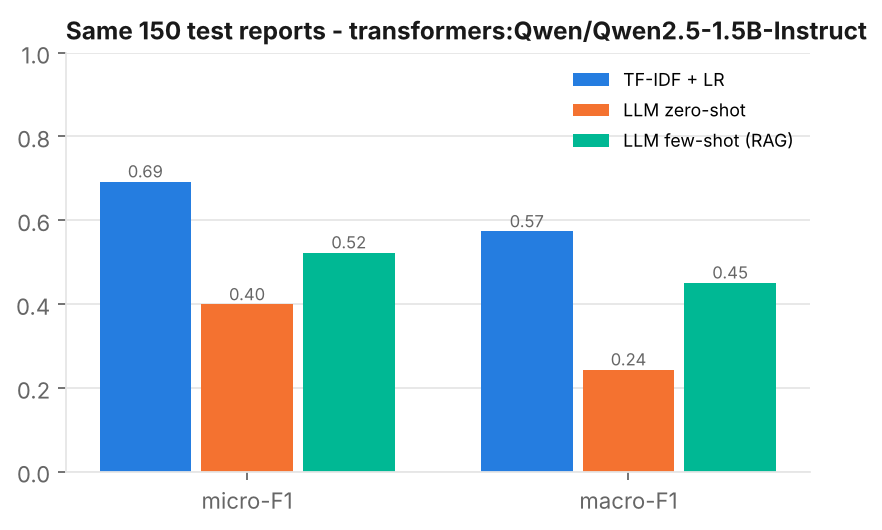 Same 150 test reports - transformers:Qwen/Qwen2.5-1.5B-Instruct
1.0
0.8
0.6
0.4
0.2
0.0
TF-IDF + LR
LLM zero-shot
LLM few-shot (RAG)
0.69
0.40
0.52
0.57
0.24
0.45
micro-F1
macro-F1